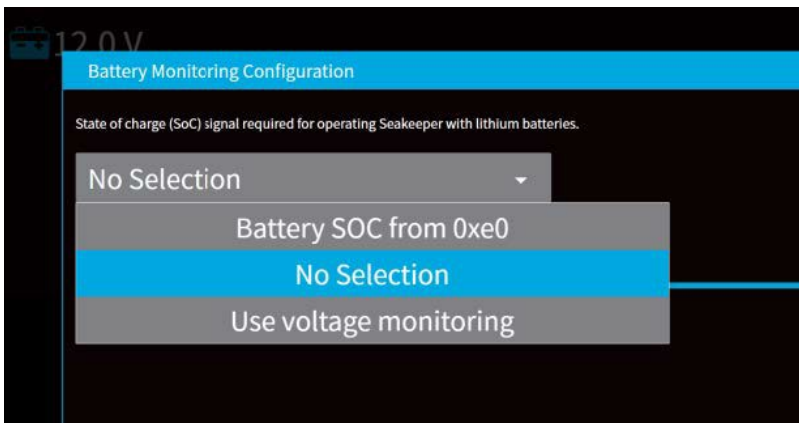 12.0 V
Battery Monitoring Configuration
State of charge (SoC) signal required for operating Seakeeper with lithium batteries.
No Selection
Battery SOC from 0xe0
No Selection
Use voltage monitoring